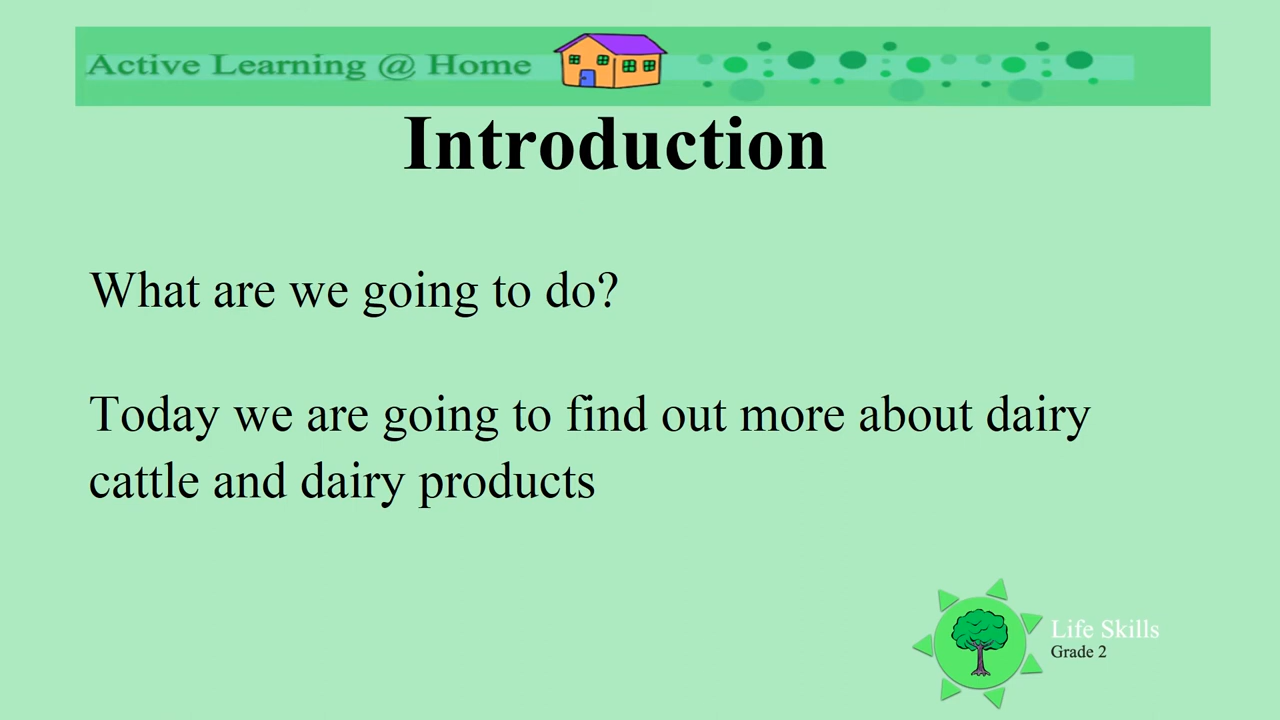 Active Learning @ Home
Introduction
What are we going to do?
Today we are going to find out more about dairy
cattle and dairy products
Life Skills
Grade 2